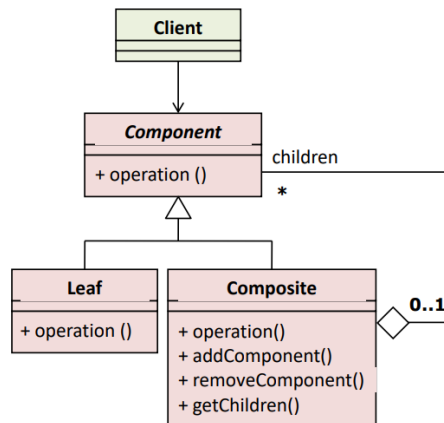 Client
Component
+ operation ()
children
*
Leaf
+ operation ()
Composite
+ operation()
+ addComponent()
+ removeComponent()
+ getChildren()
0..1